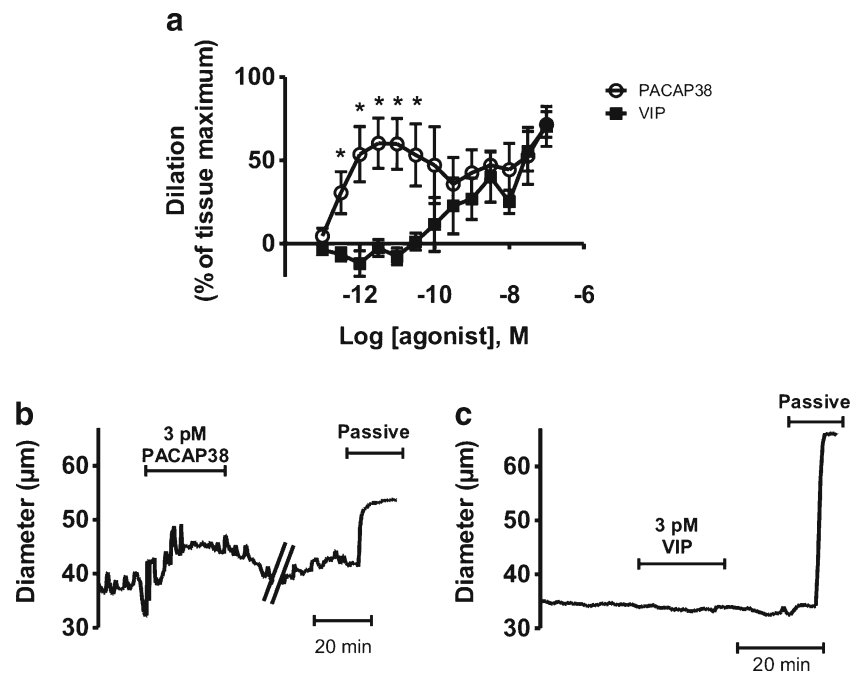 a
Dilation
(% of tissue maximum)
100
50
0
* * * * *
-12 -10 -8 -6
Log [agonist], M
PACAP38
VIP
b
Diameter (µm)
60
50
40
30
3 pM
PACAP38
Passive
20 min
c
Diameter (µm)
60
50
40
30
3 pM
VIP
Passive
20 min